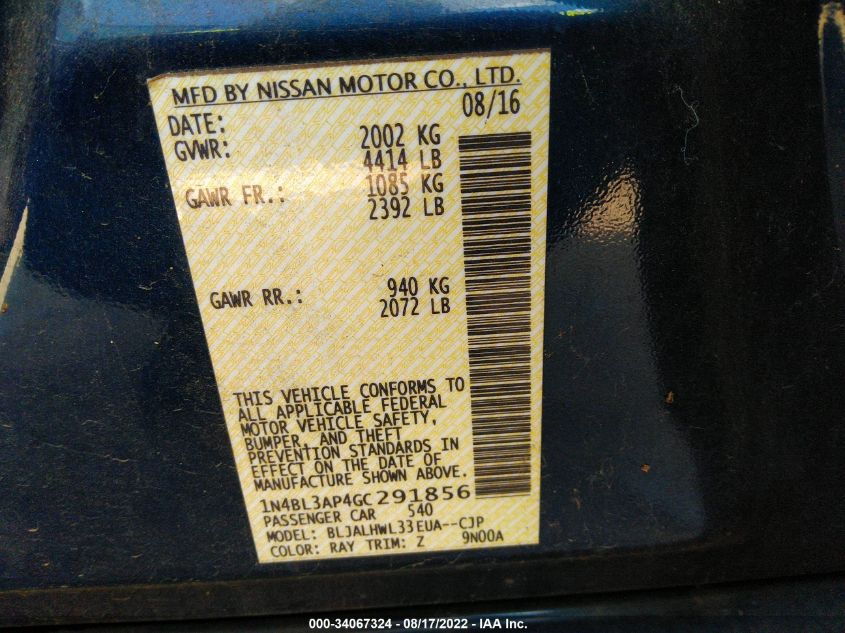 MFD BY NISSAN MOTOR CO., LTD.
DATE: 08/16
GVWR: 2002 KG
4414 LB
GAWR FR.: 1085 KG
2392 LB
GAWR RR.: 940 KG
2072 LB
THIS VEHICLE CONFORMS TO
ALL APPLICABLE FEDERAL
MOTOR VEHICLE SAFETY,
BUMPER, AND THEFT
PREVENTION STANDARDS IN
EFFECT ON THE DATE OF
MANUFACTURE SHOWN ABOVE.
1N4BL3AP4GC291856
PASSENGER CAR 540
MODEL: BLJALHWL33EUA--CJP
COLOR: RAY TRIM: Z 9N00A
000-34067324 - 08/17/2022 - IAA Inc.